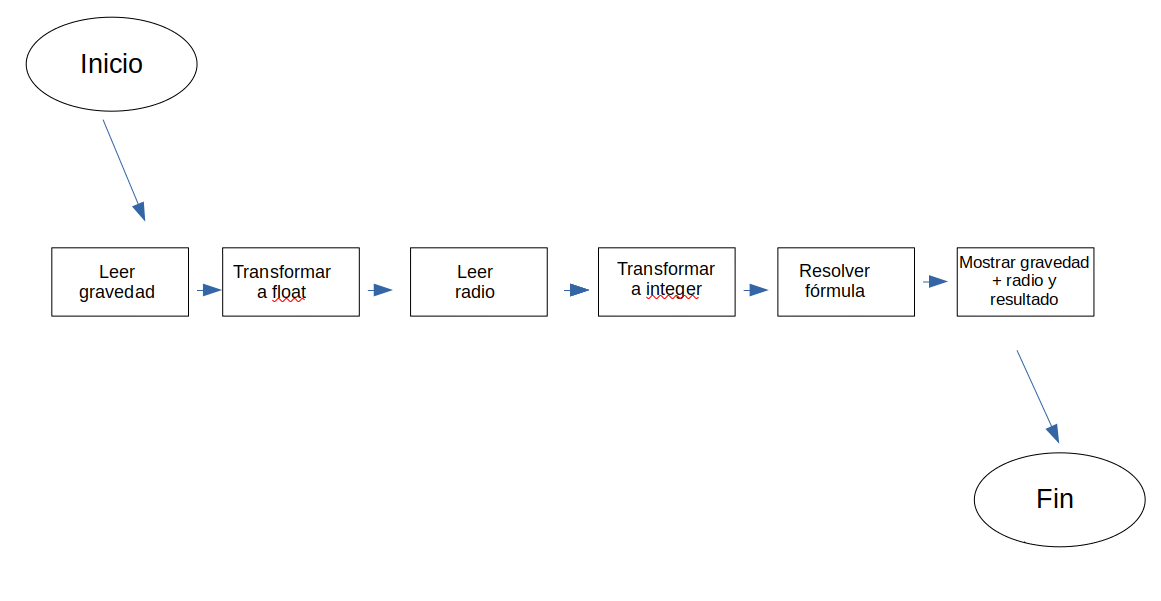 Inicio
Leer
gravedad
Transformar
a float
Leer
radio
Transformar
a integer
Resolver
fórmula
Mostrar gravedad
+ radio y
resultado
Fin